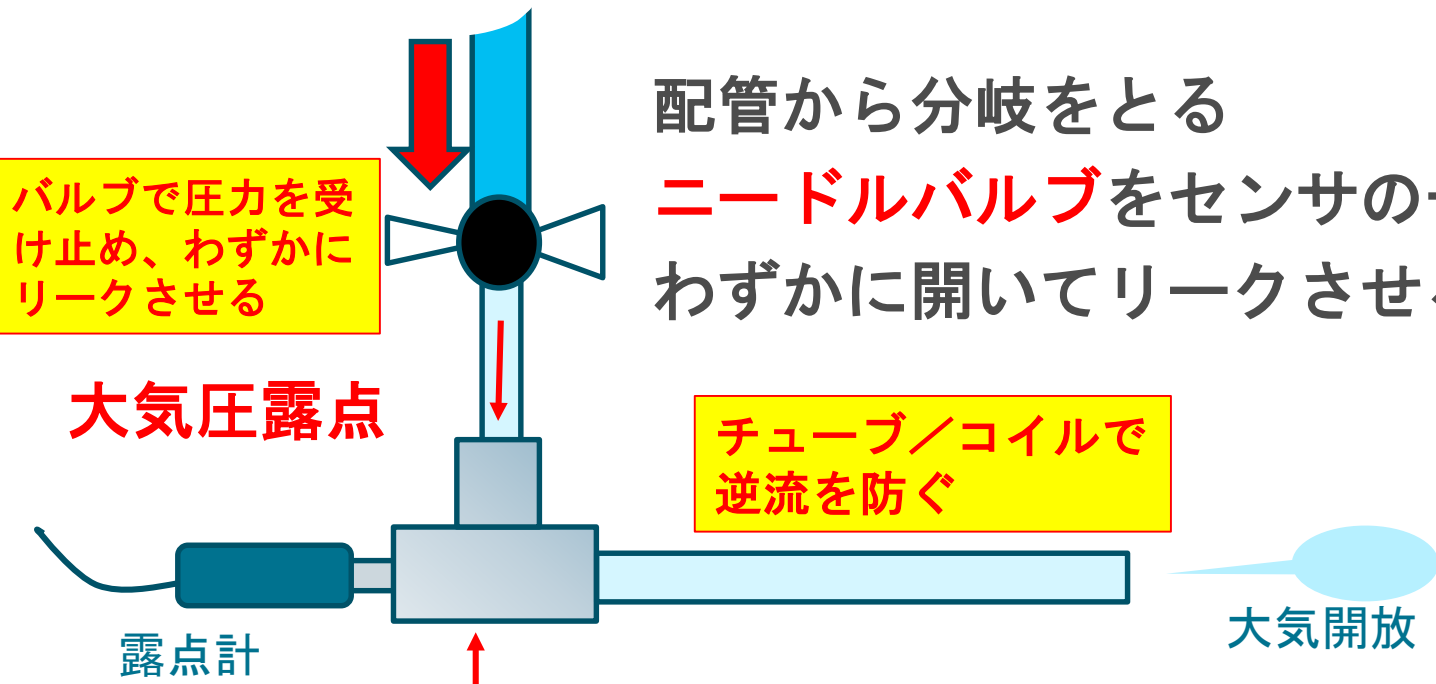 配管から分岐をとる
ニードルバルブをセンサの
わずかに開いてリークさせ
バルブで圧力を受
け止め、わずかに
リークさせる
大気圧露点
チューブ／コイルで
逆流を防ぐ
露点計
大気開放